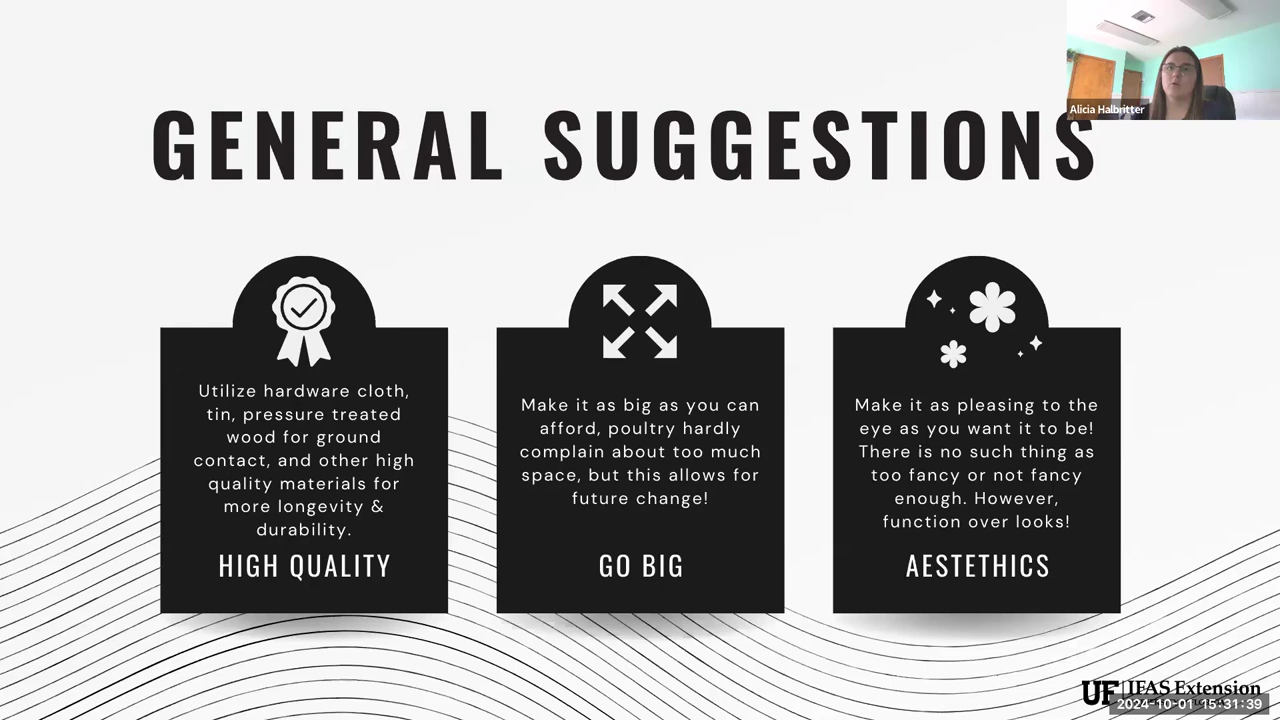 Alicia Halbritter
GENERAL SUGGESTIONS
Utilize hardware cloth,
tin, pressure treated
wood for ground
contact, and other high
quality materials for
more longevity &
durability.
HIGH QUALITY
Make it as big as you can
afford, poultry hardly
complain about too much
space, but this allows for
future change!
GO BIG
Make it as pleasing to the
eye as you want it to be!
There is no such thing as
too fancy or not fancy
enough. However,
function over looks!
AESTETHICS
UF IFAS Extension
2024-10-01 15:31:39